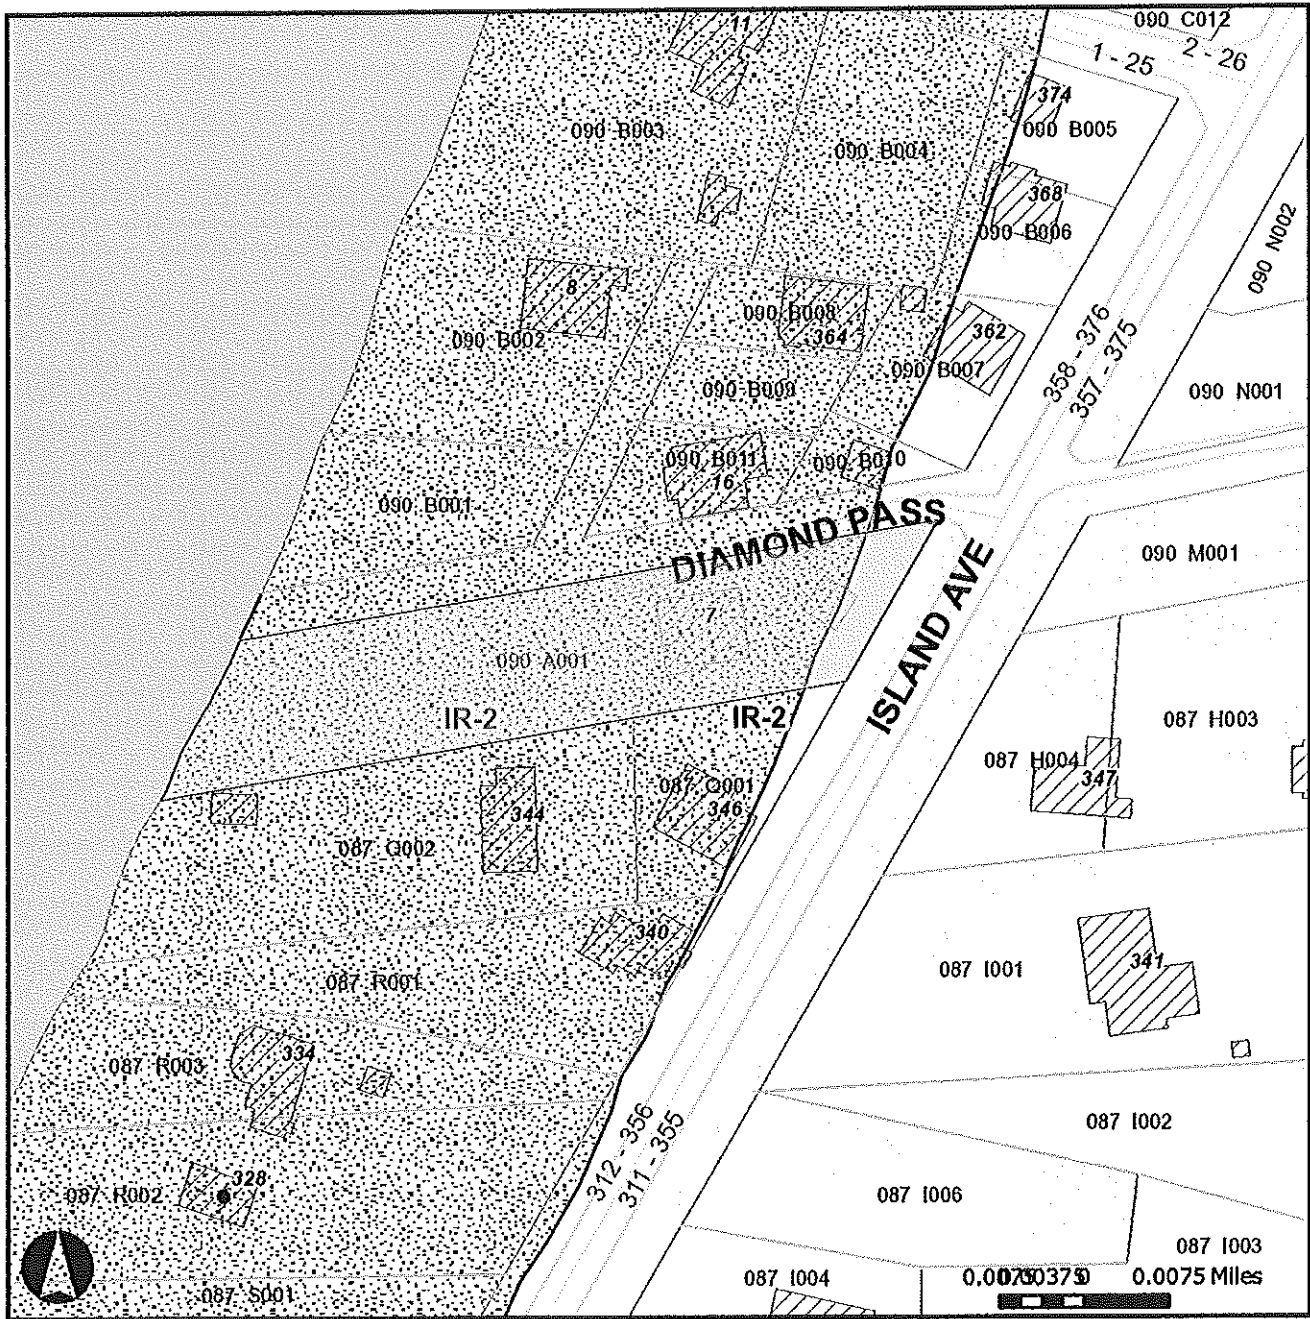 090 C012
11
1 - 25
2 - 26
374
090 B003
090 B005
090 B004
368
090 B006
090 N002
8
090 B008
090 B002
364
362
090 B007
358 - 376
357 - 375
090 B009
090 N001
090 B011
090 B010
16
090 B001
DIAMOND PASS
090 M001
7
ISLAND AVE
090 A001
IR-2
IR-2
087 H003
087 H004
347
087 Q001
346
344
087 G002
340
087 I001
341
087 R001
334
087 R003
312 - 356
311 - 355
087 I002
328
087 R002
087 I006
087 I003
087 I004
0.0075 Miles
087 S001